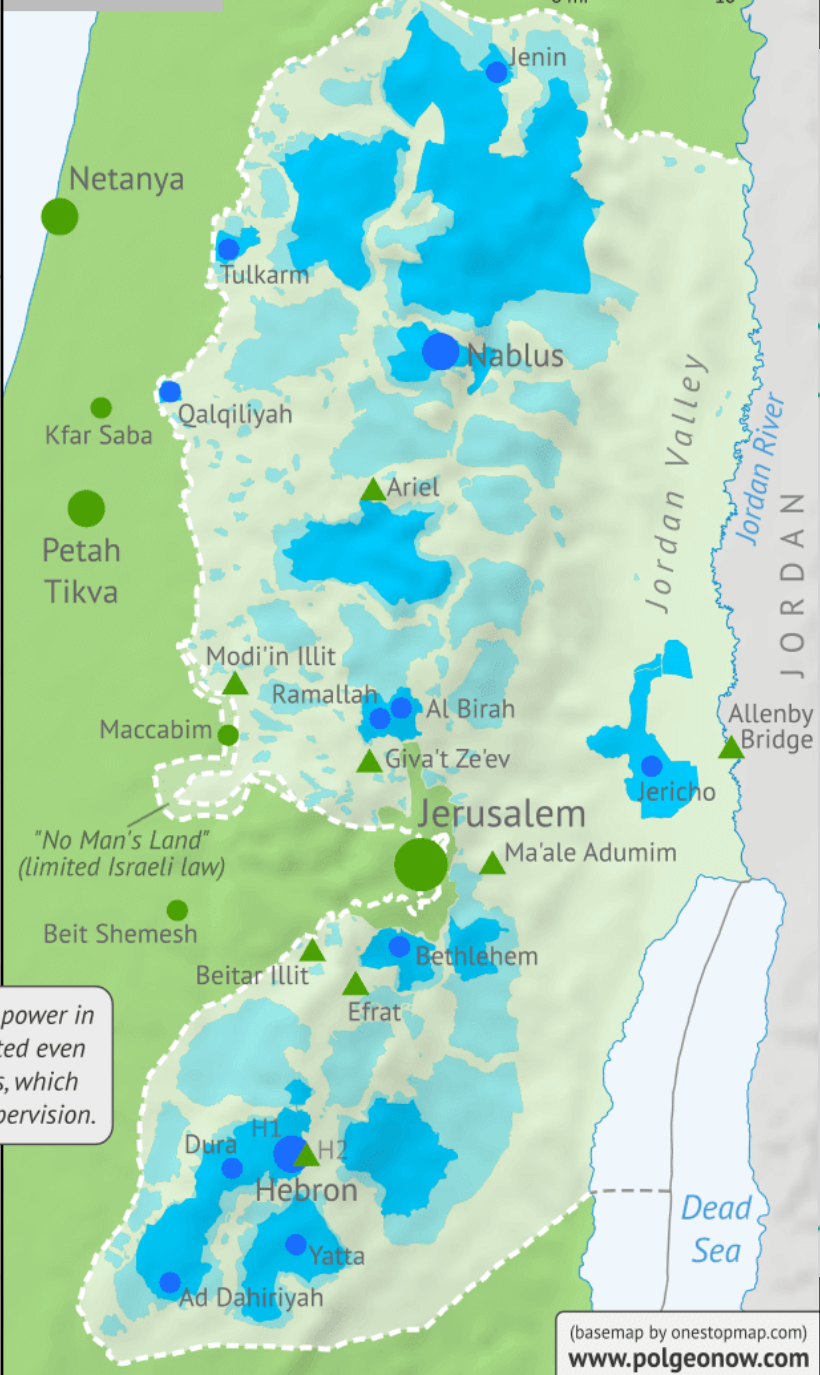 Jenin
Netanya
Tulkarm
Nablus
Qalqiliyah
Kfar Saba
Jordan Valley
Jordan River
Ariel
JORDAN
Petah
Tikva
Modi'in Illit
Ramallah
Al Birah
Maccabim
Allenby
Bridge
Giva't Ze'ev
Jericho
Jerusalem
"No Man's Land"
(limited Israeli law)
Ma'ale Adumim
Beit Shemesh
Bethlehem
Beitar Illit
Efrat
power in
even
which
H1
Dura
H2
Hebron
Dead
Sea
Yatta
Ad Dahiriyah
(basemap by onestopmap.com)
www.polgeonow.com